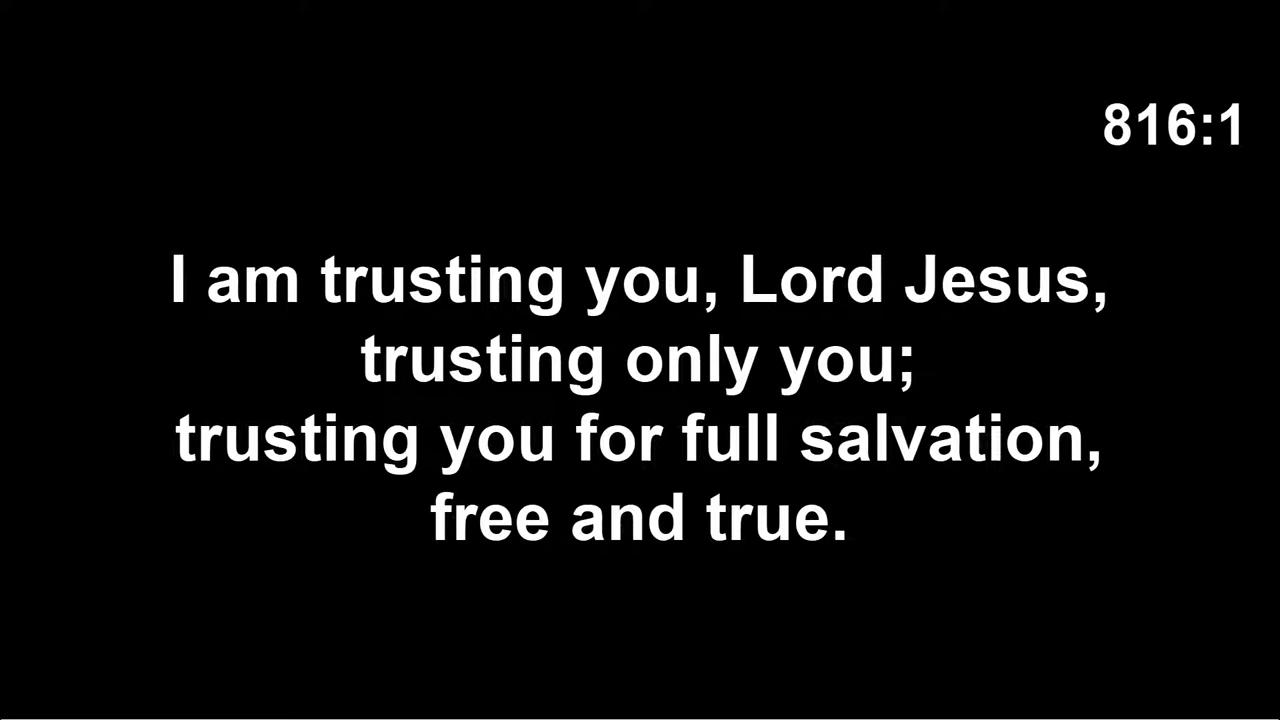 816:1
I am trusting you, Lord Jesus,
trusting only you;
trusting you for full salvation,
free and true.